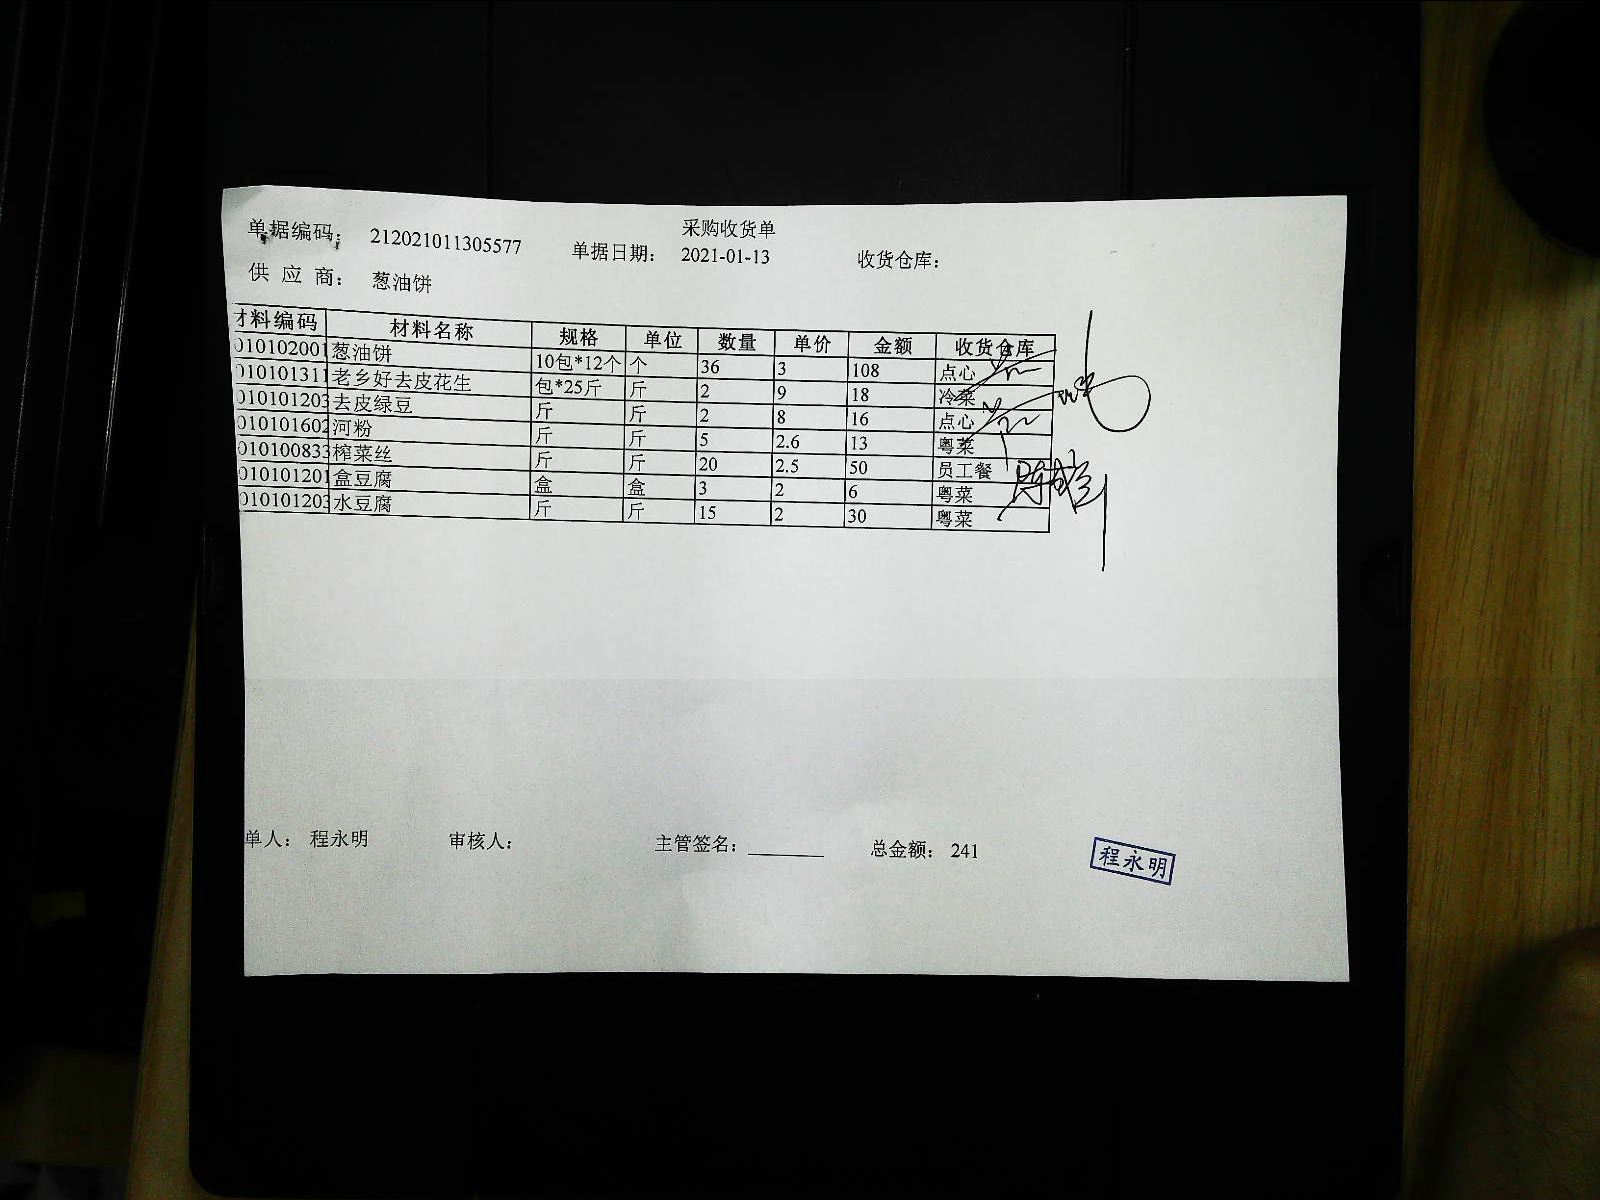 采购收货单
单据编码： 212021011305577 单据日期： 2021-01-13 收货仓库：
供 应 商： 葱油饼
材料编码 材料名称 规格 单位 数量 单价 金额 收货仓库
010102001 葱油饼 10包*12个 个 36 3 108 点心
010101311 老乡好去皮花生 包*25斤 斤 2 9 18 冷菜
010101203 去皮绿豆 斤 斤 2 8 16 点心
010101602 河粉 斤 斤 5 2.6 13 粤菜
010100833 榨菜丝 斤 斤 20 2.5 50 员工餐
010101201 盒豆腐 盒 盒 3 2 6 粤菜
010101203 水豆腐 斤 斤 15 2 30 粤菜
单人： 程永明 审核人： 主管签名： 总金额： 241
程永明